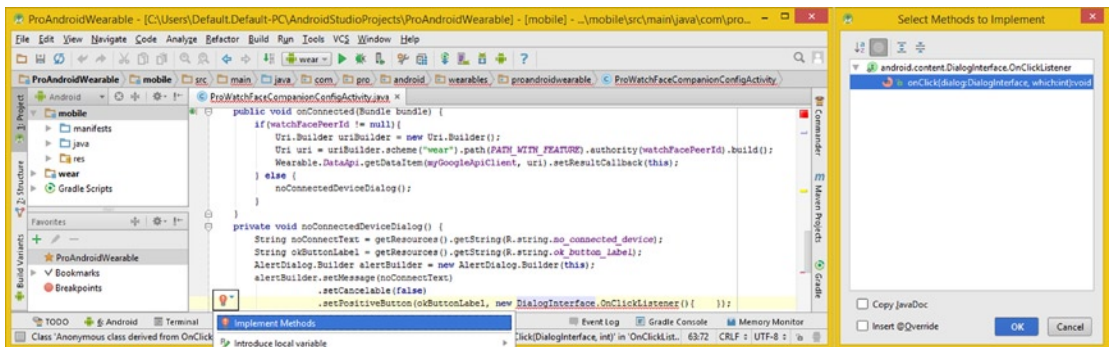 ProAndroidWearable - [C:\Users\Default.Default-PC\AndroidStudioProjects\ProAndroidWearable] - [mobile] - ...\mobile\src\main\java\com\pro...
File Edit View Navigate Code Analyze Refactor Build Run Tools VCS Window Help
wear
ProAndroidWearable mobile src main java com pro android wearables proandroidwearable ProWatchFaceCompanionConfigActivity
1: Project
Android
ProWatchFaceCompanionConfigActivity.java
mobile
manifests
java
res
wear
Gradle Scripts
public void onConnected(Bundle bundle) {
if(watchFacePeerId != null){
Uri.Builder uriBuilder = new Uri.Builder();
Uri uri = uriBuilder.scheme("wear").path(PATH_WITH_FEATURE).authority(watchFacePeerId).build();
Wearable.DataApi.getDataItem(myGoogleApiClient, uri).setResultCallback(this);
} else {
noConnectedDeviceDialog();
}
}
private void noConnectedDeviceDialog() {
String noConnectText = getResources().getString(R.string.no_connected_device);
String okButtonLabel = getResources().getString(R.string.ok_button_label);
AlertDialog.Builder alertBuilder = new AlertDialog.Builder(this);
alertBuilder.setMessage(noConnectText)
.setCancelable(false)
.setPositiveButton(okButtonLabel, new DialogInterface.OnClickListener(){ });
7: Structure
Favorites
ProAndroidWearable
Bookmarks
Breakpoints
Build Variants
Commander
Maven Projects
Gradle
Implement Methods
Introduce local variable
TODO 6: Android Terminal
Event Log Gradle Console Memory Monitor
Class 'Anonymous class derived from OnClick
Click(DialogInterface, int)' in 'OnClickList.. 63:72 CRLF UTF-8
Select Methods to Implement
android.content.DialogInterface.OnClickListener
onClick(dialog:DialogInterface, which:int):void
Copy JavaDoc
Insert @Override
OK Cancel